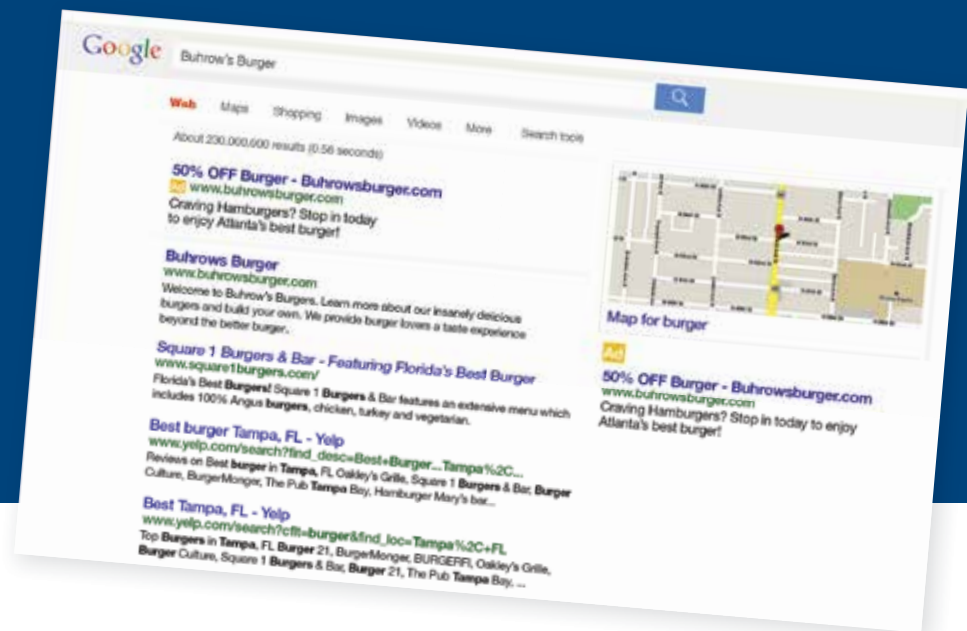 Google
Buhrow's Burger
Web Maps Shopping Images Videos More Search tools
About 230,000,000 results (0.56 seconds)
50% OFF Burger - Buhrowsburger.com
Ad www.buhrowsburger.com
Craving Hamburgers? Stop in today
to enjoy Atlanta's best burger!
Buhrows Burger
www.buhrowsburger.com
Welcome to Buhrow's Burgers. Learn more about our insanely delicious
burgers and build your own. We provide burger lovers a taste experience
beyond the better burger.
Square 1 Burgers & Bar - Featuring Florida's Best Burger
www.square1burgers.com/
Florida's Best Burgers! Square 1 Burgers & Bar features an extensive menu which
includes 100% Angus burgers, chicken, turkey and vegetarian.
Best burger Tampa, FL - Yelp
www.yelp.com/search?find_desc=Best+Burger...Tampa%2C...
Reviews on Best burger in Tampa, FL Oakley's Grille, Square 1 Burgers & Bar, Burger
Culture, BurgerMonger, The Pub Tampa Bay, Hamburger Mary's bar...
Best Tampa, FL - Yelp
www.yelp.com/search?cflt=burger&find_loc=Tampa%2C+FL
Top Burgers in Tampa, FL Burger 21, BurgerMonger, BURGERFI, Oakley's Grille,
Burger Culture, Square 1 Burgers & Bar, Burger 21, The Pub Tampa Bay, ...
Map for burger
Ad
50% OFF Burger - Buhrowsburger.com
www.buhrowsburger.com
Craving Hamburgers? Stop in today to enjoy
Atlanta's best burger!